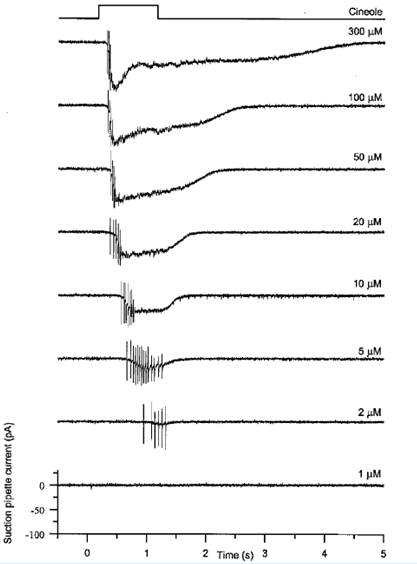 Cineole
300 µM
100 µM
50 µM
20 µM
10 µM
5 µM
2 µM
1 µM
Suction pipette current (pA)
0
-50
-100
0 1 2 3 4 5
Time (s)